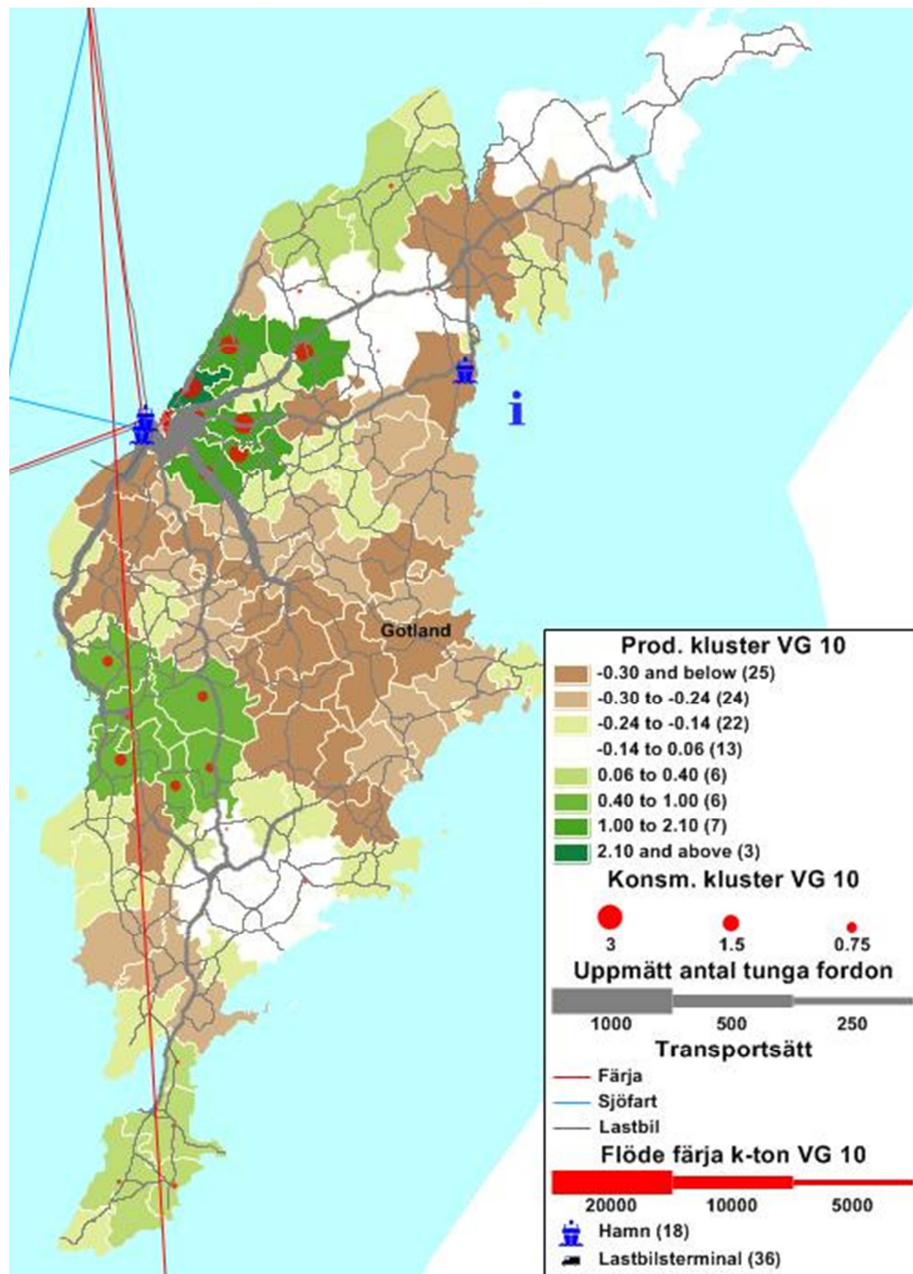 Gotland
Prod. kluster VG 10
-0.30 and below (25)
-0.30 to -0.24 (24)
-0.24 to -0.14 (22)
-0.14 to 0.06 (13)
0.06 to 0.40 (6)
0.40 to 1.00 (6)
1.00 to 2.10 (7)
2.10 and above (3)
Konsm. kluster VG 10
3 1.5 0.75
Uppmätt antal tunga fordon
1000 500 250
Transportsätt
Färja
Sjöfart
Lastbil
Flöde färja k-ton VG 10
20000 10000 5000
Hamn (18)
Lastbilsterminal (36)